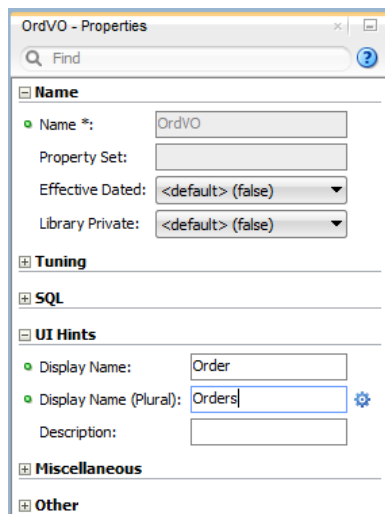 OrdVO - Properties
Find
Name
Name *: OrdVO
Property Set:
Effective Dated: <default> (false)
Library Private: <default> (false)
Tuning
SQL
UI Hints
Display Name: Order
Display Name (Plural): Orders
Description:
Miscellaneous
Other